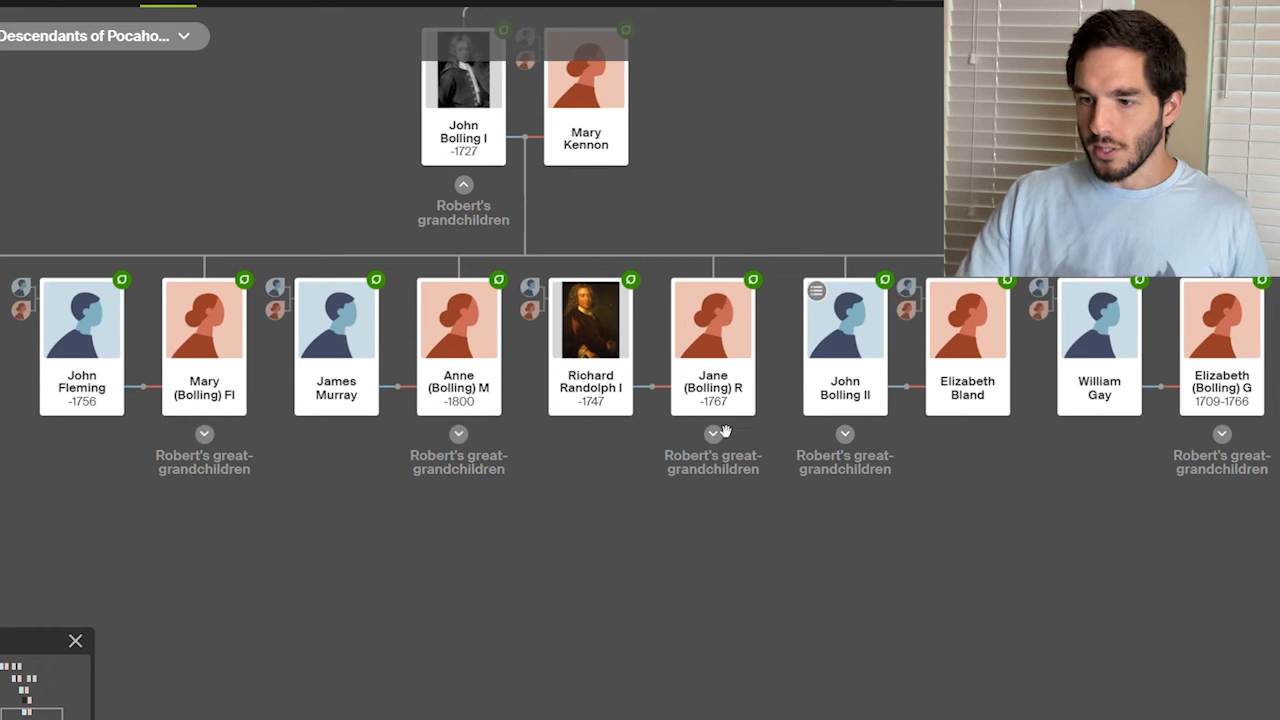 Descendants of Pocaho...
John
Bolling I
-1727
Mary
Kennon
Robert's
grandchildren
John
Fleming
-1756
Mary
(Bolling) Fl
James
Murray
Anne
(Bolling) M
-1800
Richard
Randolph I
-1747
Jane
(Bolling) R
-1767
John
Bolling II
Elizabeth
Bland
William
Gay
Elizabeth
(Bolling) G
1709-1766
Robert's great-
grandchildren
Robert's great-
grandchildren
Robert's great-
grandchildren
Robert's great-
grandchildren
Robert's great-
grandchildren